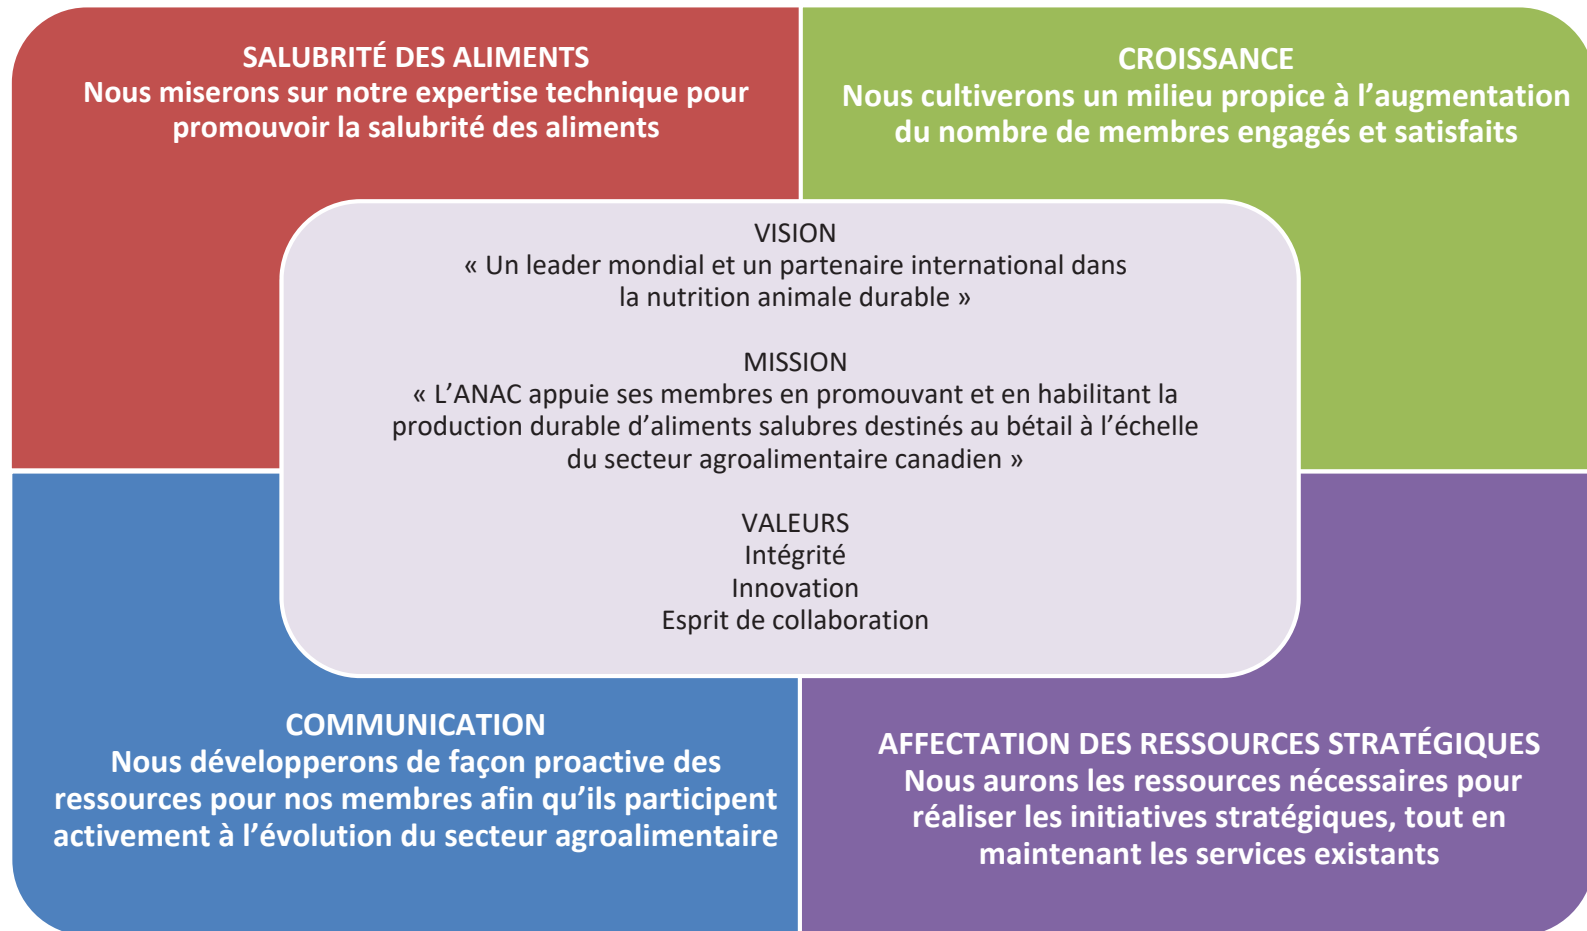 SALUBRITÉ DES ALIMENTS
Nous miserons sur notre expertise technique pour
promouvoir la salubrité des aliments
CROISSANCE
Nous cultiverons un milieu propice à l’augmentation
du nombre de membres engagés et satisfaits
VISION
« Un leader mondial et un partenaire international dans
la nutrition animale durable »
MISSION
« L’ANAC appuie ses membres en promouvant et en habilitant la
production durable d’aliments salubres destinés au bétail à l’échelle
du secteur agroalimentaire canadien »
VALEURS
Intégrité
Innovation
Esprit de collaboration
COMMUNICATION
Nous développerons de façon proactive des
ressources pour nos membres afin qu’ils participent
activement à l’évolution du secteur agroalimentaire
AFFECTATION DES RESSOURCES STRATÉGIQUES
Nous aurons les ressources nécessaires pour
réaliser les initiatives stratégiques, tout en
maintenant les services existants